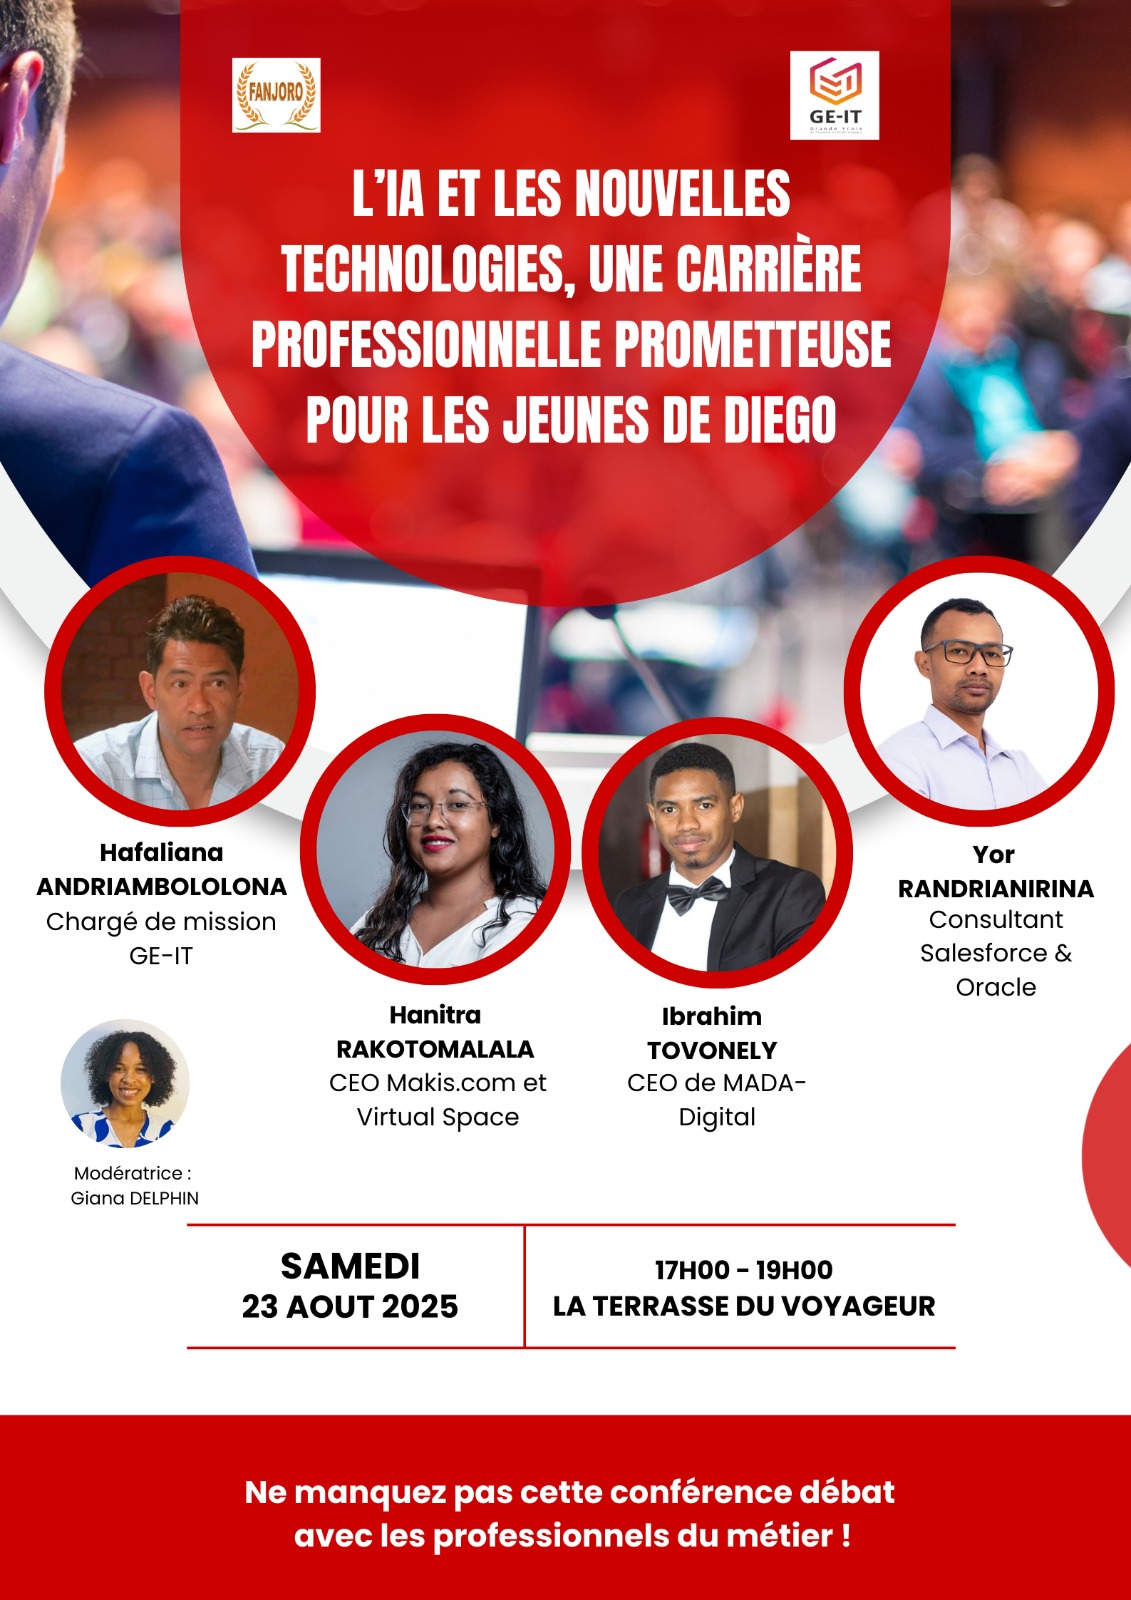 FANJORO
GE-IT
L'IA ET LES NOUVELLES
TECHNOLOGIES, UNE CARRIÈRE
PROFESSIONNELLE PROMETTEUSE
POUR LES JEUNES DE DIEGO
Hafaliana
ANDRIAMBOLOLONA
Chargé de mission
GE-IT
Hanitra
RAKOTOMALALA
CEO Makis.com et
Virtual Space
Ibrahim
TOVONELY
CEO de MADA-
Digital
Yor
RANDRIANIRINA
Consultant
Salesforce &
Oracle
Modératrice :
Giana DELPHIN
SAMEDI
23 AOUT 2025
17H00 - 19H00
LA TERRASSE DU VOYAGEUR
Ne manquez pas cette conférence débat
avec les professionnels du métier !